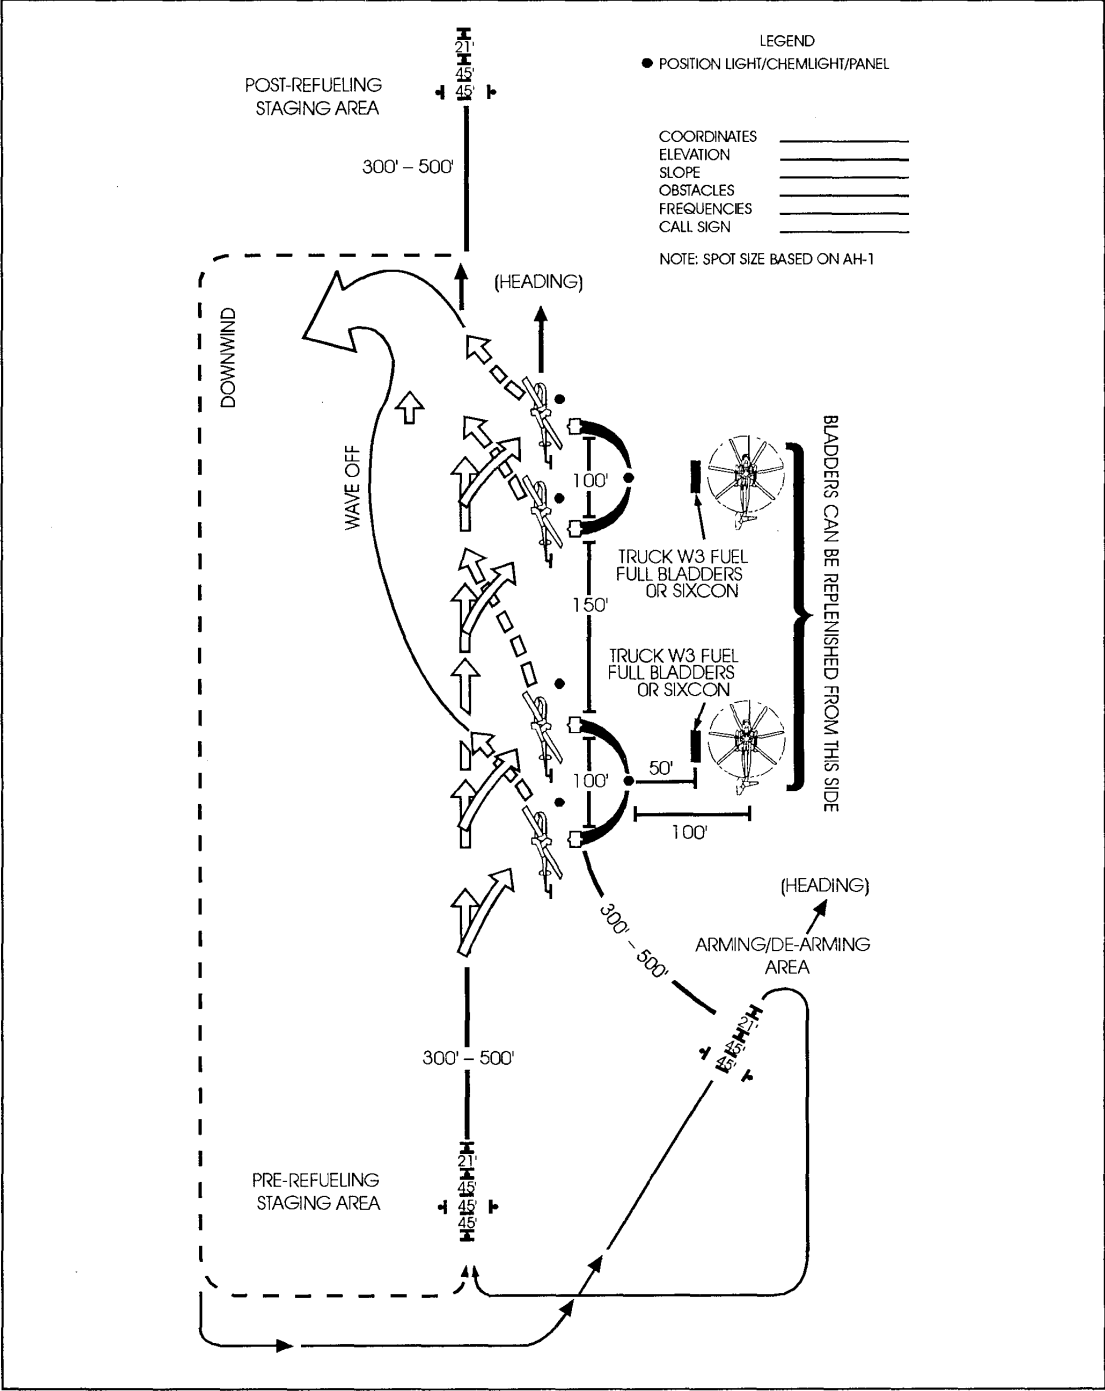 21'
45'
45'
POST-REFUELING
STAGING AREA
300' – 500'
LEGEND
POSITION LIGHT/CHEMLIGHT/PANEL
COORDINATES
ELEVATION
SLOPE
OBSTACLES
FREQUENCIES
CALL SIGN
NOTE: SPOT SIZE BASED ON AH-1
(HEADING)
DOWNWIND
WAVE OFF
100'
TRUCK W3 FUEL
FULL BLADDERS
OR SIXCON
150'
TRUCK W3 FUEL
FULL BLADDERS
OR SIXCON
BLADDERS CAN BE REPLENISHED FROM THIS SIDE
100'
50'
100'
(HEADING)
300' – 500'
ARMING/DE-ARMING
AREA
21'
45'
45'
300' – 500'
PRE-REFUELING
STAGING AREA
21'
45'
45'
45'